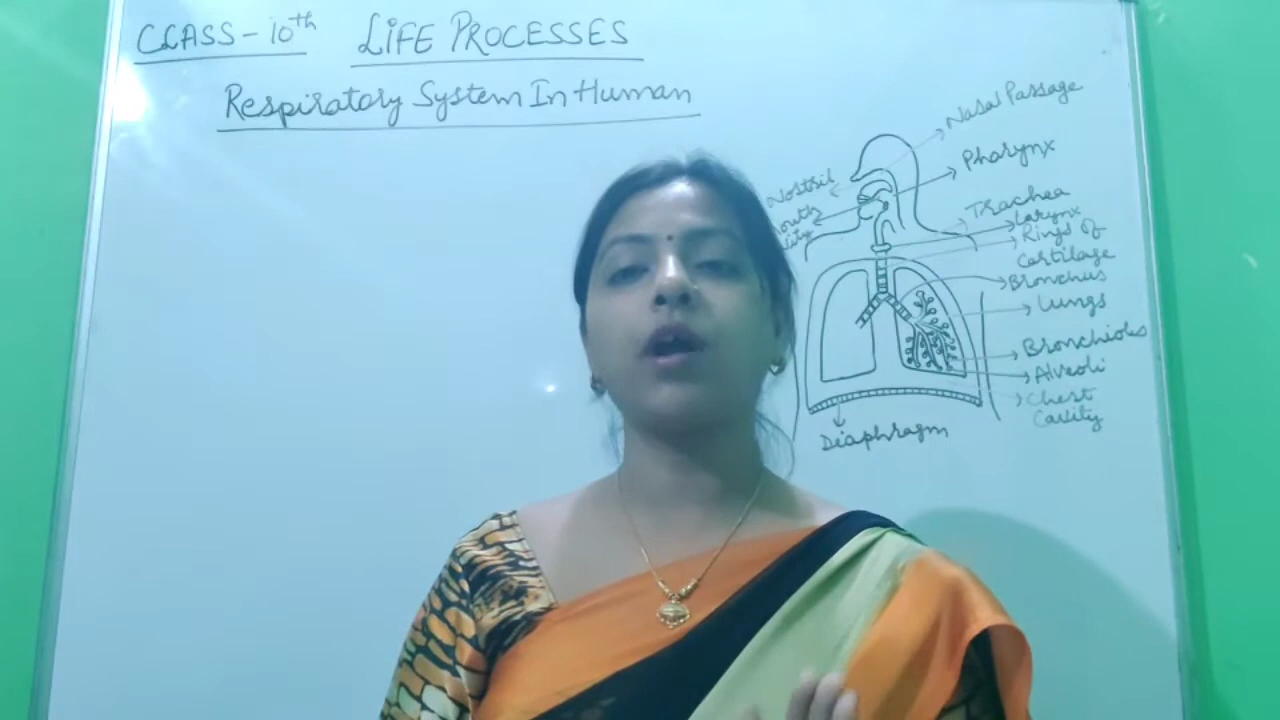 CLASS - 10th LIFE PROCESSES
Respiratory System In Human
Nasal Passage
Pharynx
Nostril
Trachea
Larynx
Rings of
Cartilage
Bronchus
Lungs
Bronchioles
Alveoli
Chest
Cavity
Diaphragm